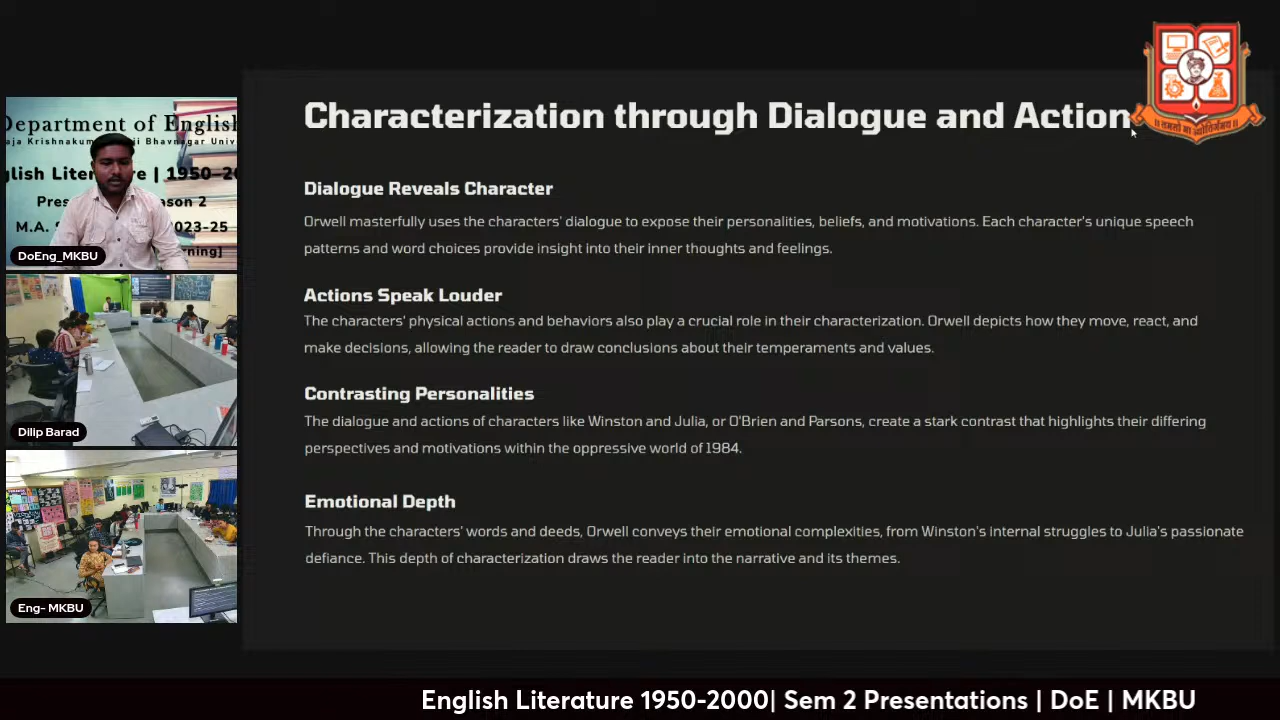 Characterization through Dialogue and Action
Dialogue Reveals Character
Orwell masterfully uses the characters' dialogue to expose their personalities, beliefs, and motivations. Each character's unique speech
patterns and word choices provide insight into their inner thoughts and feelings.
Actions Speak Louder
The characters' physical actions and behaviors also play a crucial role in their characterization. Orwell depicts how they move, react, and
make decisions, allowing the reader to draw conclusions about their temperaments and values.
Contrasting Personalities
The dialogue and actions of characters like Winston and Julia, or O'Brien and Parsons, create a stark contrast that highlights their differing
perspectives and motivations within the oppressive world of 1984.
Emotional Depth
Through the characters' words and deeds, Orwell conveys their emotional complexities, from Winston's internal struggles to Julia's passionate
defiance. This depth of characterization draws the reader into the narrative and its themes.
Department of English
Bhavnagar
1950-
M.A.
DoEng_MKBU
Dilip Barad
Eng- MKBU
English Literature 1950-2000| Sem 2 Presentations | DoE | MKBU